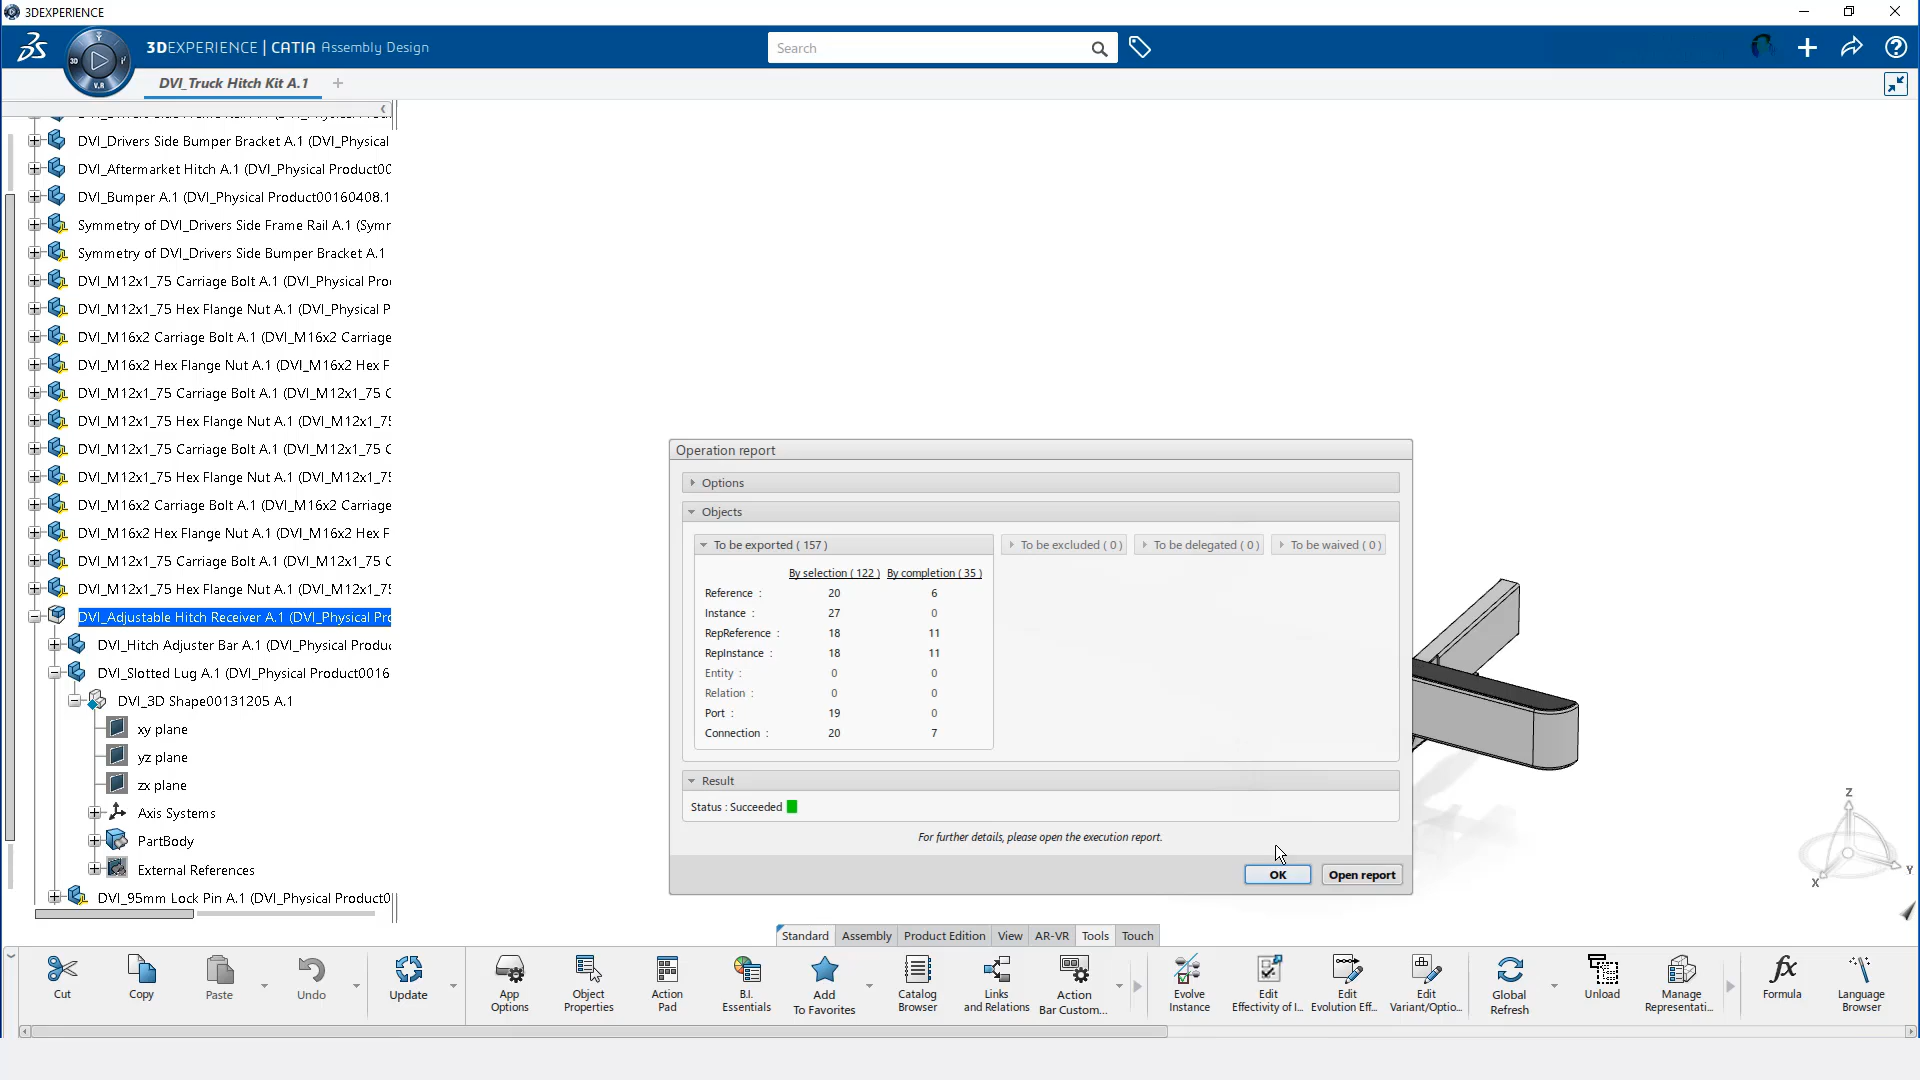 3DEXPERIENCE
3DEXPERIENCE | CATIA Assembly Design
Search
3D
V.R
DVI_Truck Hitch Kit A.1
DVI_Drivers Side Bumper Bracket A.1 (DVI_Physical
DVI_Aftermarket Hitch A.1 (DVI_Physical Product00
DVI_Bumper A.1 (DVI_Physical Product00160408.1
Symmetry of DVI_Drivers Side Frame Rail A.1 (Symr
Symmetry of DVI_Drivers Side Bumper Bracket A.1
DVI_M12x1_75 Carriage Bolt A.1 (DVI_Physical Pro
DVI_M12x1_75 Hex Flange Nut A.1 (DVI_Physical P
DVI_M16x2 Carriage Bolt A.1 (DVI_M16x2 Carriage
DVI_M16x2 Hex Flange Nut A.1 (DVI_M16x2 Hex F
DVI_M12x1_75 Carriage Bolt A.1 (DVI_M12x1_75 C
DVI_M12x1_75 Hex Flange Nut A.1 (DVI_M12x1_75
DVI_M12x1_75 Carriage Bolt A.1 (DVI_M12x1_75 C
DVI_M12x1_75 Hex Flange Nut A.1 (DVI_M12x1_75
DVI_M16x2 Carriage Bolt A.1 (DVI_M16x2 Carriage
DVI_M16x2 Hex Flange Nut A.1 (DVI_M16x2 Hex F
DVI_M12x1_75 Carriage Bolt A.1 (DVI_M12x1_75 C
DVI_M12x1_75 Hex Flange Nut A.1 (DVI_M12x1_75
DVI_Adjustable Hitch Receiver A.1 (DVI_Physical Pro
DVI_Hitch Adjuster Bar A.1 (DVI_Physical Produc
DVI_Slotted Lug A.1 (DVI_Physical Product0016
DVI_3D Shape00131205 A.1
xy plane
yz plane
zx plane
Axis Systems
PartBody
External References
DVI_95mm Lock Pin A.1 (DVI_Physical Product0
Operation report
Options
Objects
To be exported ( 157 ) To be excluded ( 0 ) To be delegated ( 0 ) To be waived ( 0 )
By selection ( 122 ) By completion ( 35 )
Reference : 20 6
Instance : 27 0
RepReference : 18 11
RepInstance : 18 11
Entity : 0 0
Relation : 0 0
Port : 19 0
Connection : 20 7
Result
Status : Succeeded
For further details, please open the execution report.
OK Open report
Z
Y
X
Standard Assembly Product Edition View AR-VR Tools Touch
Cut Copy Paste Undo Update
App Options
Object Properties
Action Pad
B.I. Essentials
Add To Favorites
Catalog Browser
Links and Relations
Action Bar Custom...
Evolve Instance
Edit Effectivity of I...
Edit Evolution Eff...
Edit Variant/Optio...
Global Refresh
Unload
Manage Representati...
fx
Formula
Language Browser